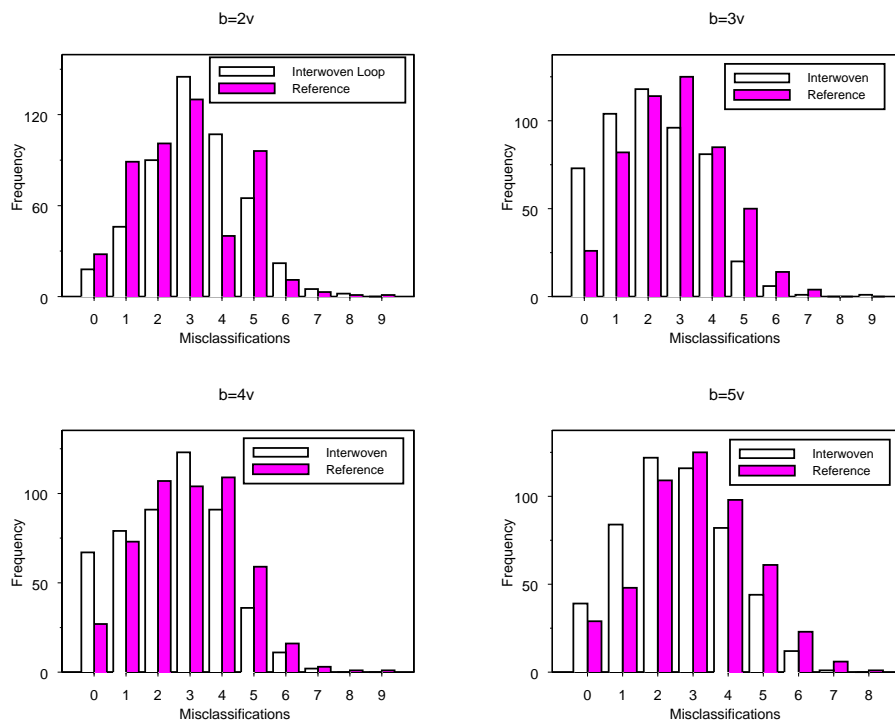 b=2v
Interwoven Loop
Reference
Frequency
0 60 120
0 1 2 3 4 5 6 7 8 9
Misclassifications
b=3v
Interwoven
Reference
Frequency
0 50 100
0 1 2 3 4 5 6 7 8 9
Misclassifications
b=4v
Interwoven
Reference
Frequency
0 50 100
0 1 2 3 4 5 6 7 8 9
Misclassifications
b=5v
Interwoven
Reference
Frequency
0 50 100
0 1 2 3 4 5 6 7 8
Misclassifications